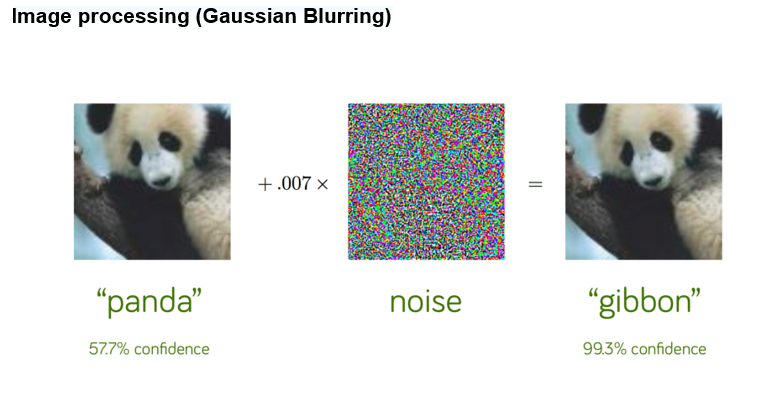 Image processing (Gaussian Blurring)
+ .007 ×
=
“panda”
noise
“gibbon”
57.7% confidence
99.3% confidence